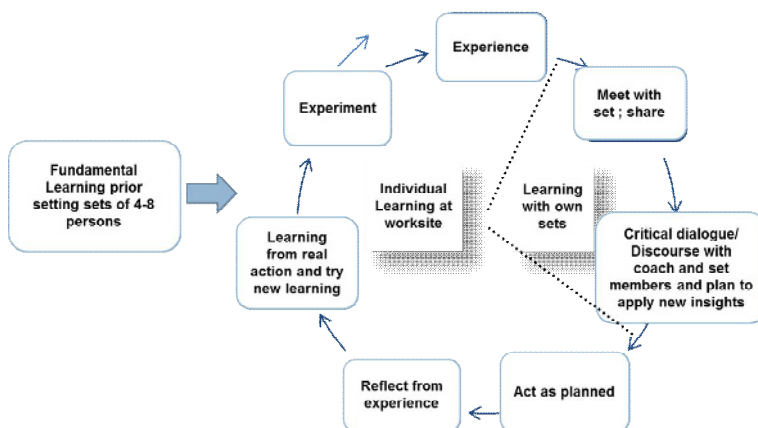 Experience
Meet with
set ; share
Experiment
Fundamental
Learning prior
setting sets of 4-8
persons
Individual
Learning at
worksite
Learning
with own
sets
Learning
from real
action and try
new learning
Critical dialogue/
Discourse with
coach and set
members and plan to
apply new insights
Reflect from
experience
Act as planned